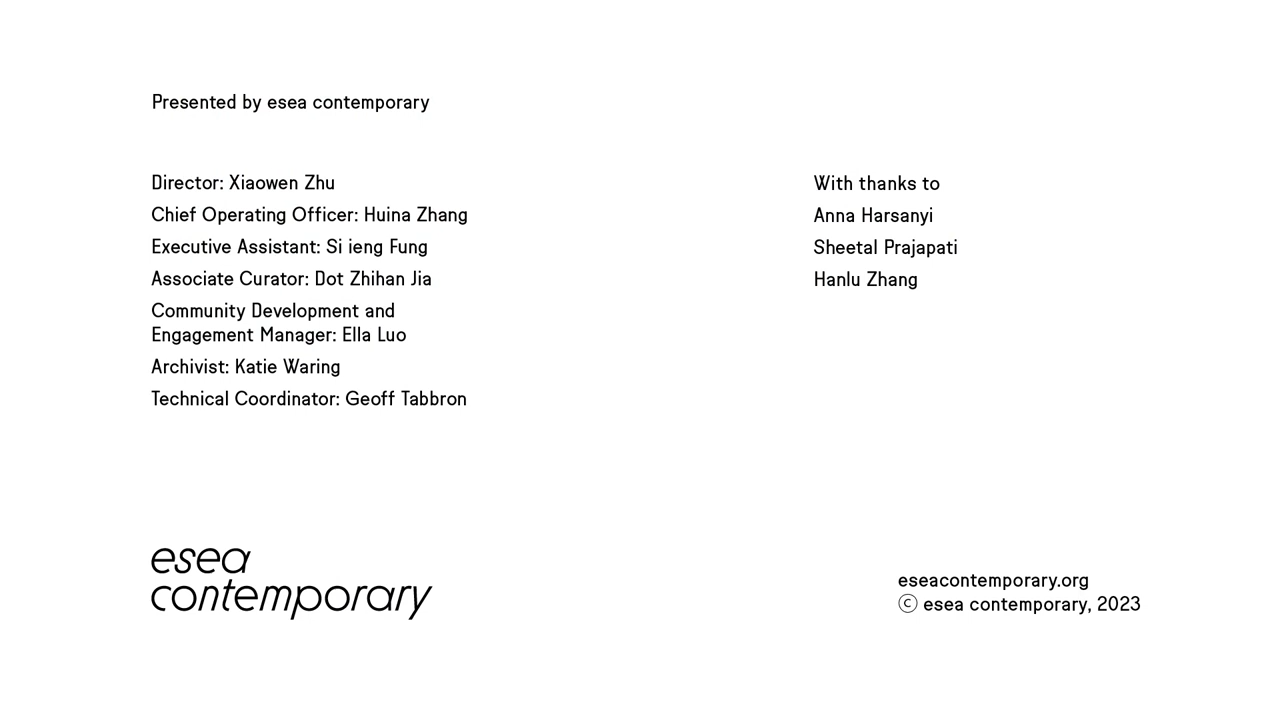 Presented by esea contemporary
Director: Xiaowen Zhu
Chief Operating Officer: Huina Zhang
Executive Assistant: Si ieng Fung
Associate Curator: Dot Zhihan Jia
Community Development and
Engagement Manager: Ella Luo
Archivist: Katie Waring
Technical Coordinator: Geoff Tabbron
With thanks to
Anna Harsanyi
Sheetal Prajapati
Hanlu Zhang
esea
contemporary
eseacontemporary.org
© esea contemporary, 2023